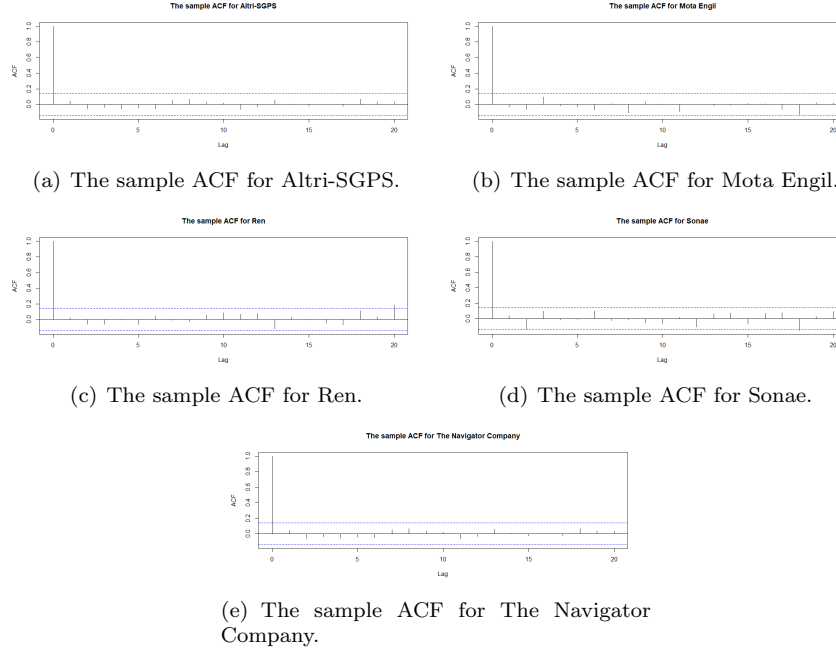 The sample ACF for Altri-SGPS
ACF
0.0 0.2 0.4 0.6 0.8 1.0
0 5 10 15 20
Lag
(a) The sample ACF for Altri-SGPS.
The sample ACF for Mota Engil
ACF
0.0 0.2 0.4 0.6 0.8 1.0
0 5 10 15 20
Lag
(b) The sample ACF for Mota Engil.
The sample ACF for Ren
ACF
0.0 0.2 0.4 0.6 0.8 1.0
0 5 10 15 20
Lag
(c) The sample ACF for Ren.
The sample ACF for Sonae
ACF
0.0 0.2 0.4 0.6 0.8 1.0
0 5 10 15 20
Lag
(d) The sample ACF for Sonae.
The sample ACF for The Navigator Company
ACF
0.0 0.2 0.4 0.6 0.8 1.0
0 5 10 15 20
Lag
(e) The sample ACF for The Navigator
Company.